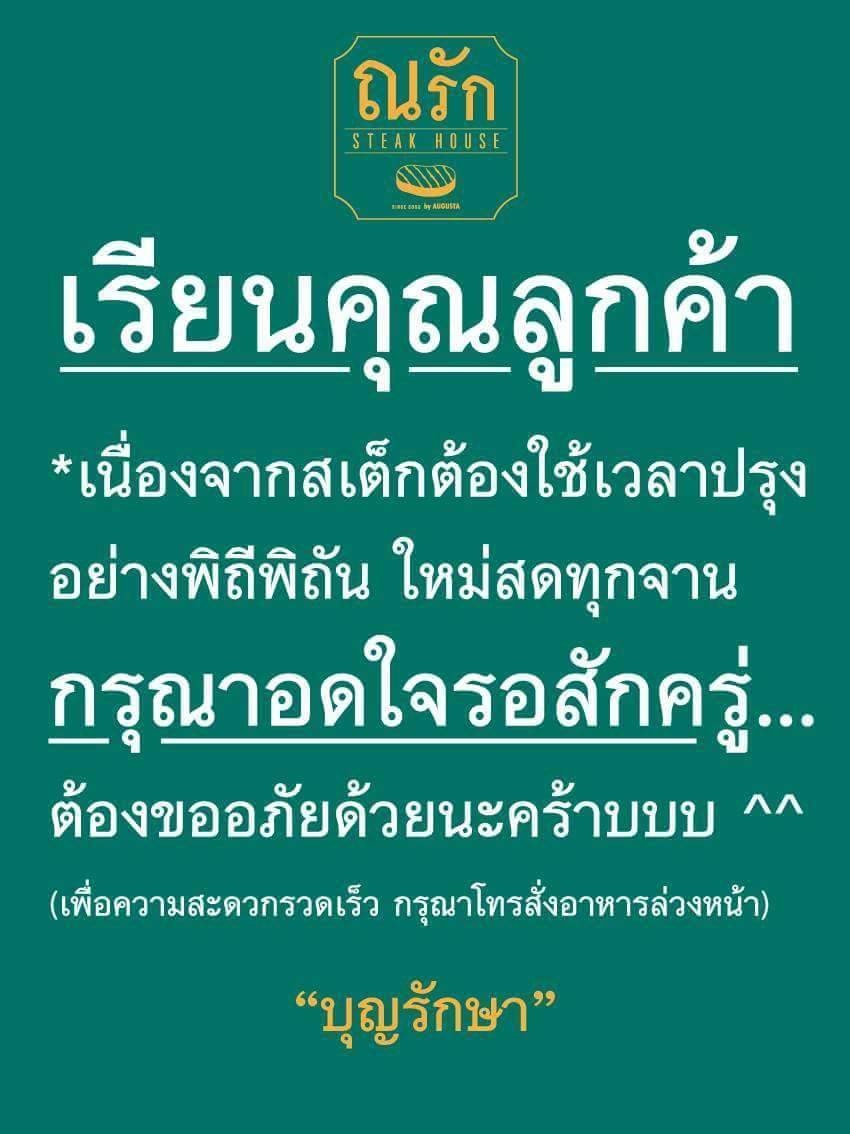 ณรัก
STEAK HOUSE
by AUGUSTA
เรียนคุณลูกค้า
*เนื่องจากสเต็กต้องใช้เวลาปรุง
อย่างพิถีพิถัน ใหม่สดทุกจาน
กรุณาอดใจรอสักครู่...
ต้องขออภัยด้วยนะคร้าบบบ ^^
(เพื่อความสะดวกรวดเร็ว กรุณาโทรสั่งอาหารล่วงหน้า)
“บุญรักษา”